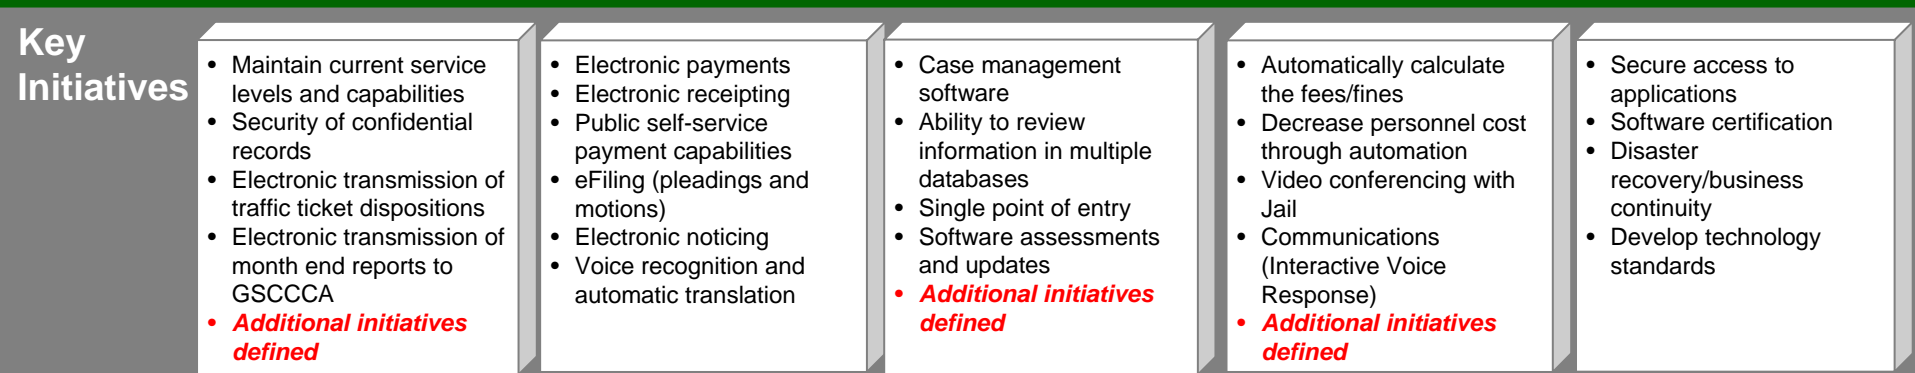 Key
Initiatives
• Maintain current service
levels and capabilities
• Security of confidential
records
• Electronic transmission of
traffic ticket dispositions
• Electronic transmission of
month end reports to
GSCCCA
• Additional initiatives
defined
• Electronic payments
• Electronic receipting
• Public self-service
payment capabilities
• eFiling (pleadings and
motions)
• Electronic noticing
• Voice recognition and
automatic translation
• Case management
software
• Ability to review
information in multiple
databases
• Single point of entry
• Software assessments
and updates
• Additional initiatives
defined
• Automatically calculate
the fees/fines
• Decrease personnel cost
through automation
• Video conferencing with
Jail
• Communications
(Interactive Voice
Response)
• Additional initiatives
defined
• Secure access to
applications
• Software certification
• Disaster
recovery/business
continuity
• Develop technology
standards